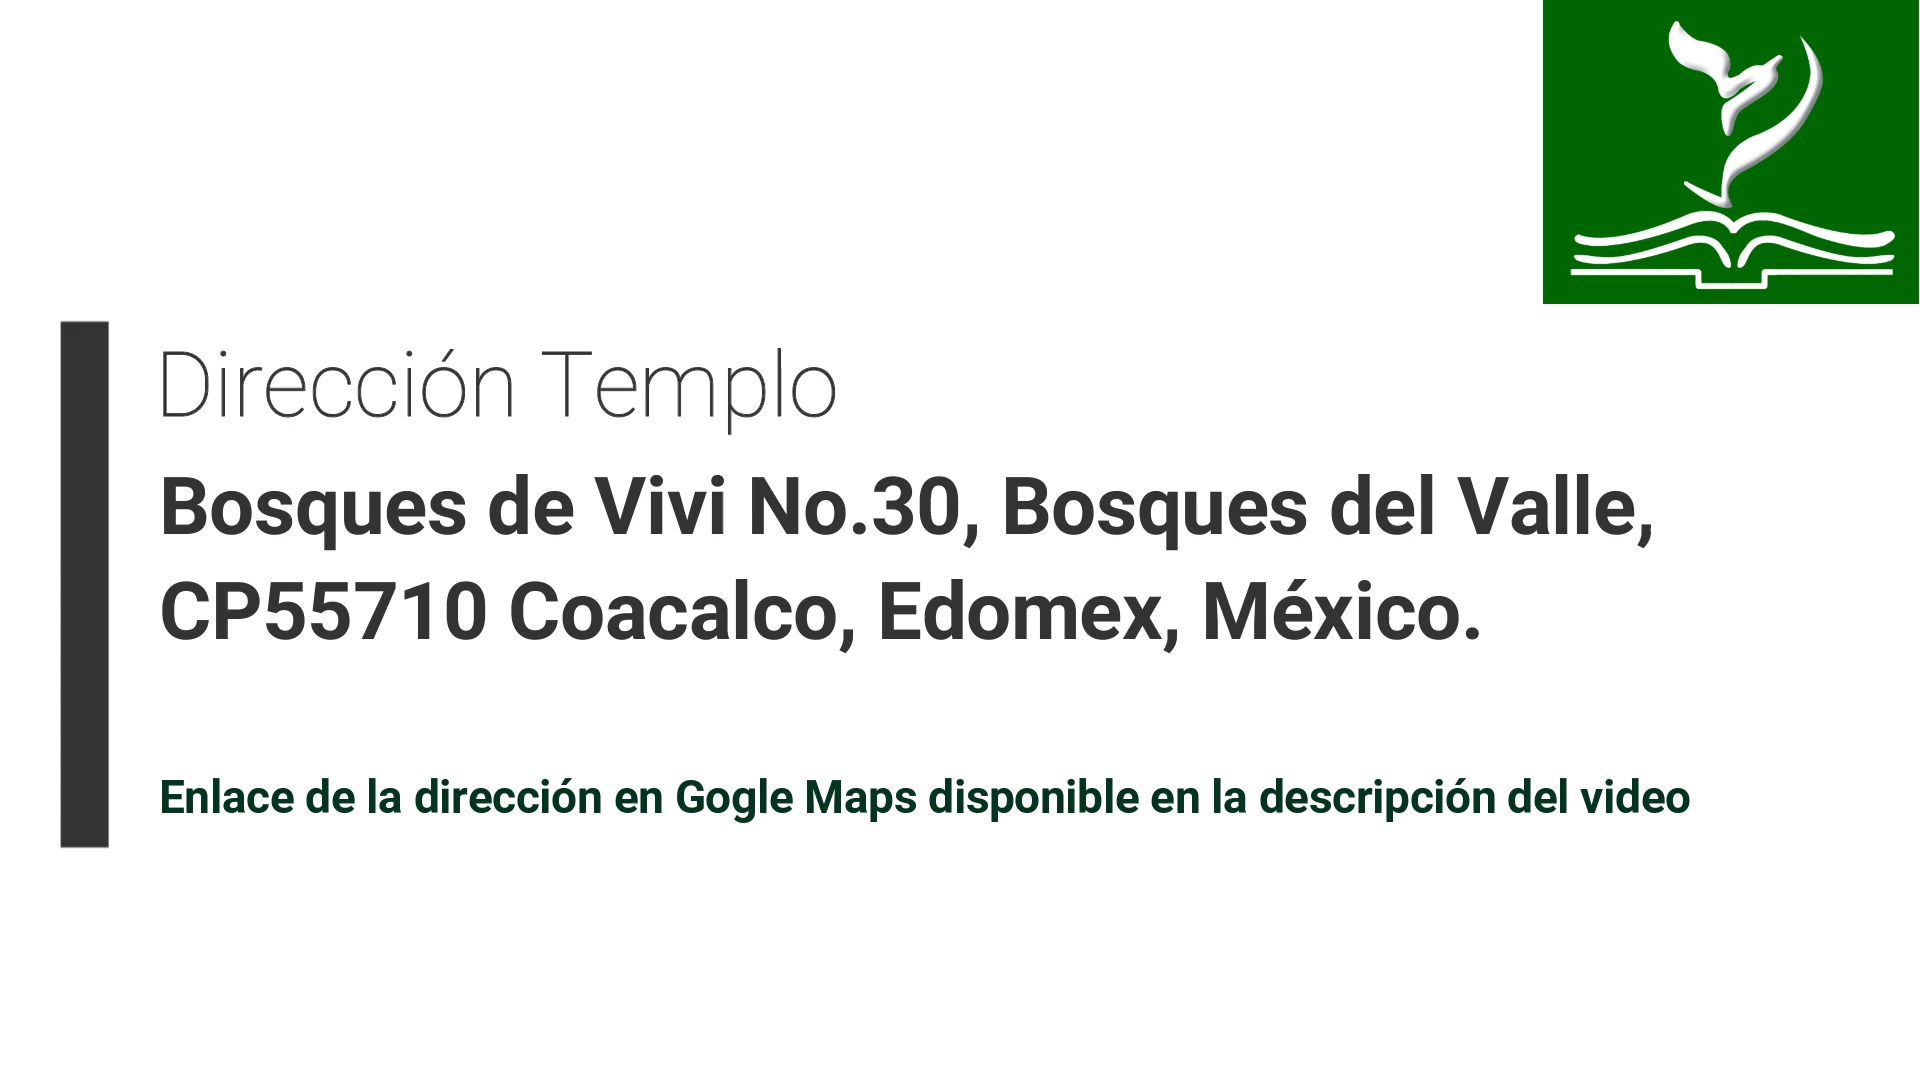 Dirección Templo
Bosques de Vivi No.30, Bosques del Valle,
CP55710 Coacalco, Edomex, México.
Enlace de la dirección en Gogle Maps disponible en la descripción del video